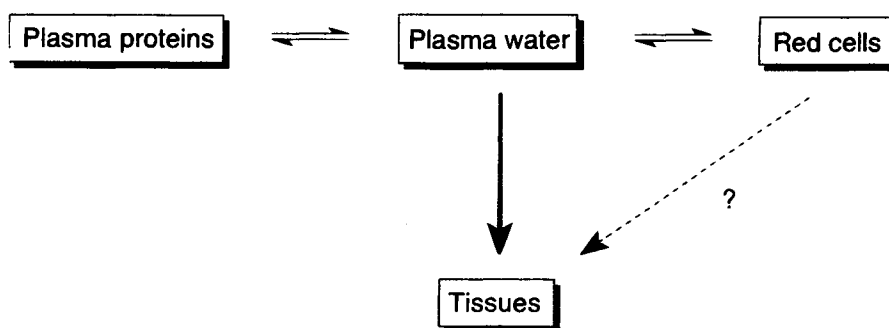 Plasma proteins
Plasma water
Red cells
?
Tissues